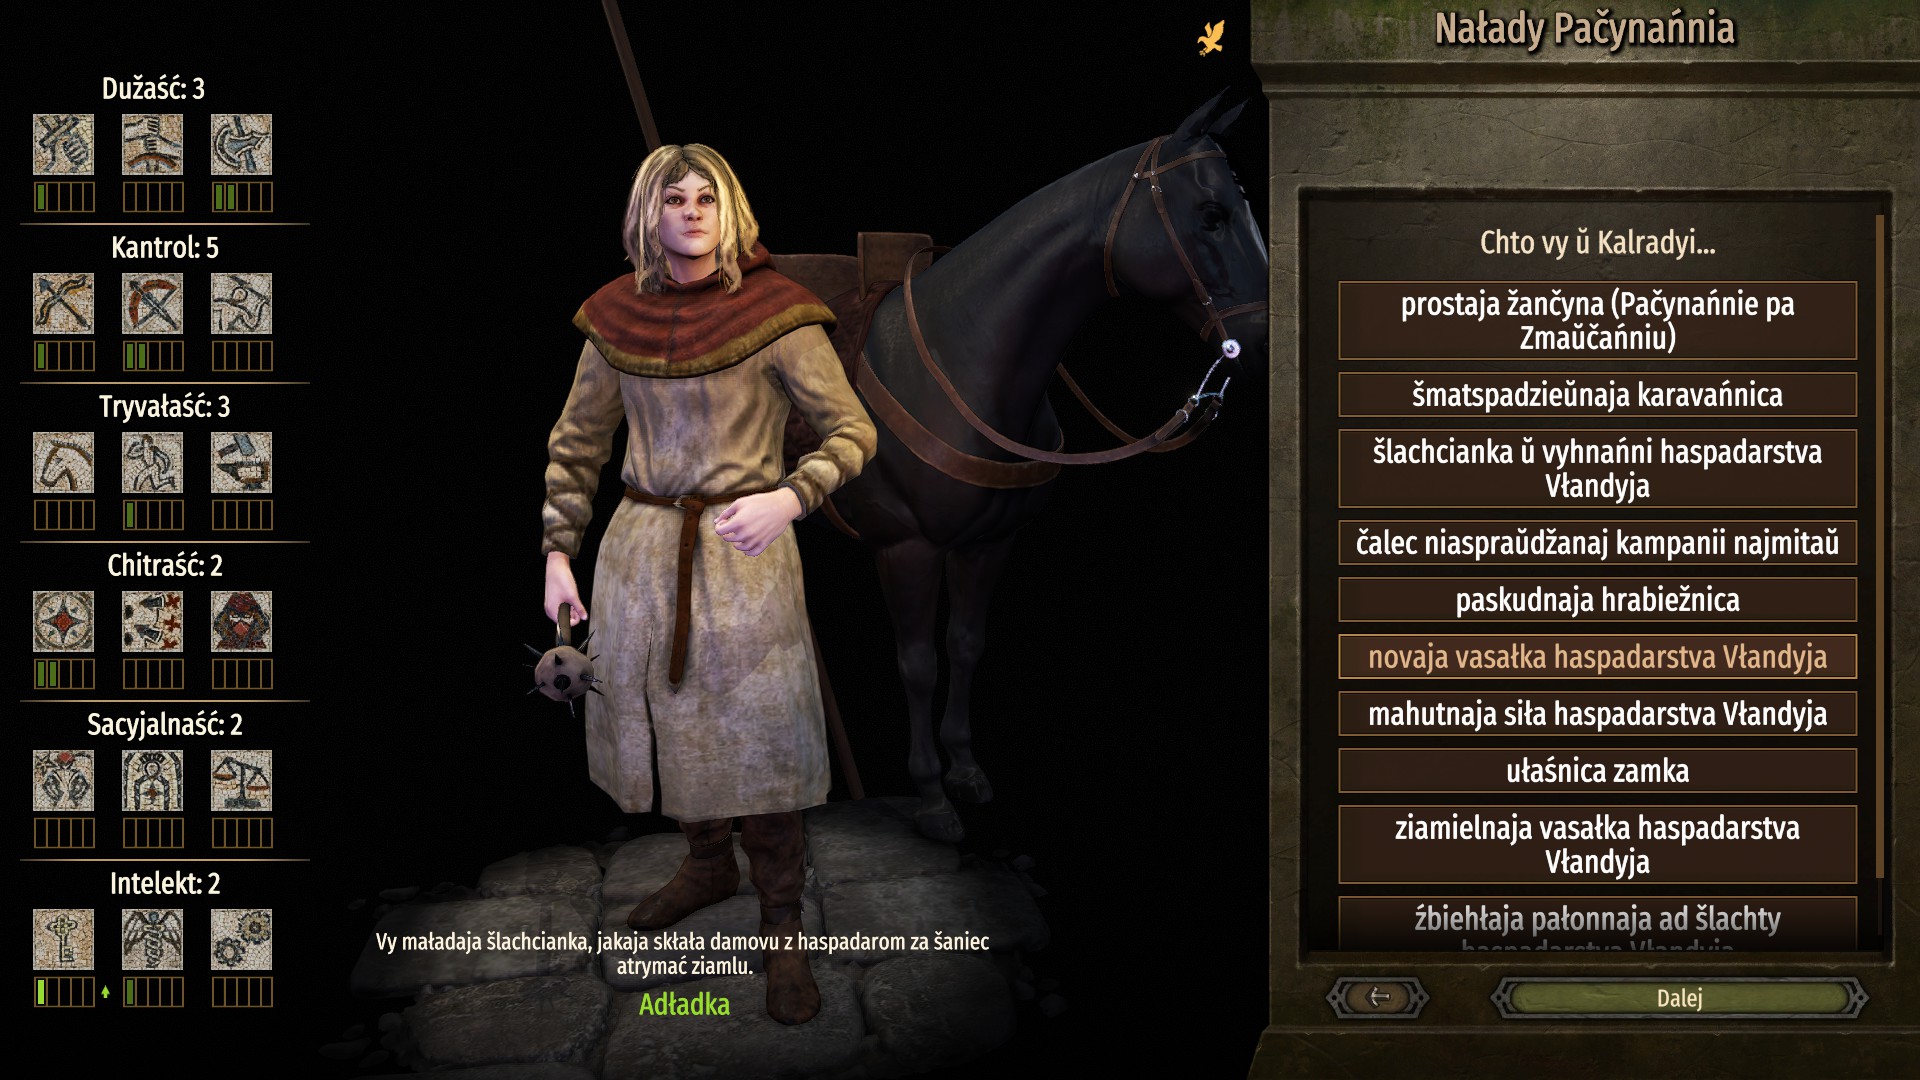 Nałady Pačynańnia
Dužaść: 3
Kantrol: 5
Tryvałaść: 3
Chitraść: 2
Sacyjalnaść: 2
Intelekt: 2
Vy maładaja šlachcianka, jakaja skłała damovu z haspadarom za šaniec
atrymać ziamlu.
Adładka
Chto vy ŭ Kalradyi...
prostaja žančyna (Pačynańnie pa
Zmaŭčańniu)
šmatspadzieŭnaja karavańnica
šlachcianka ŭ vyhnańni haspadarstva
Vłandyja
čalec niaspraŭdžanaj kampanii najmitaŭ
paskudnaja hrabiežnica
novaja vasałka haspadarstva Vłandyja
mahutnaja siła haspadarstva Vłandyja
ułaśnica zamka
ziamielnaja vasałka haspadarstva
Vłandyja
źbiehłaja pałonnaja ad šlachty
haspadarstva Vłandyja
Dalej